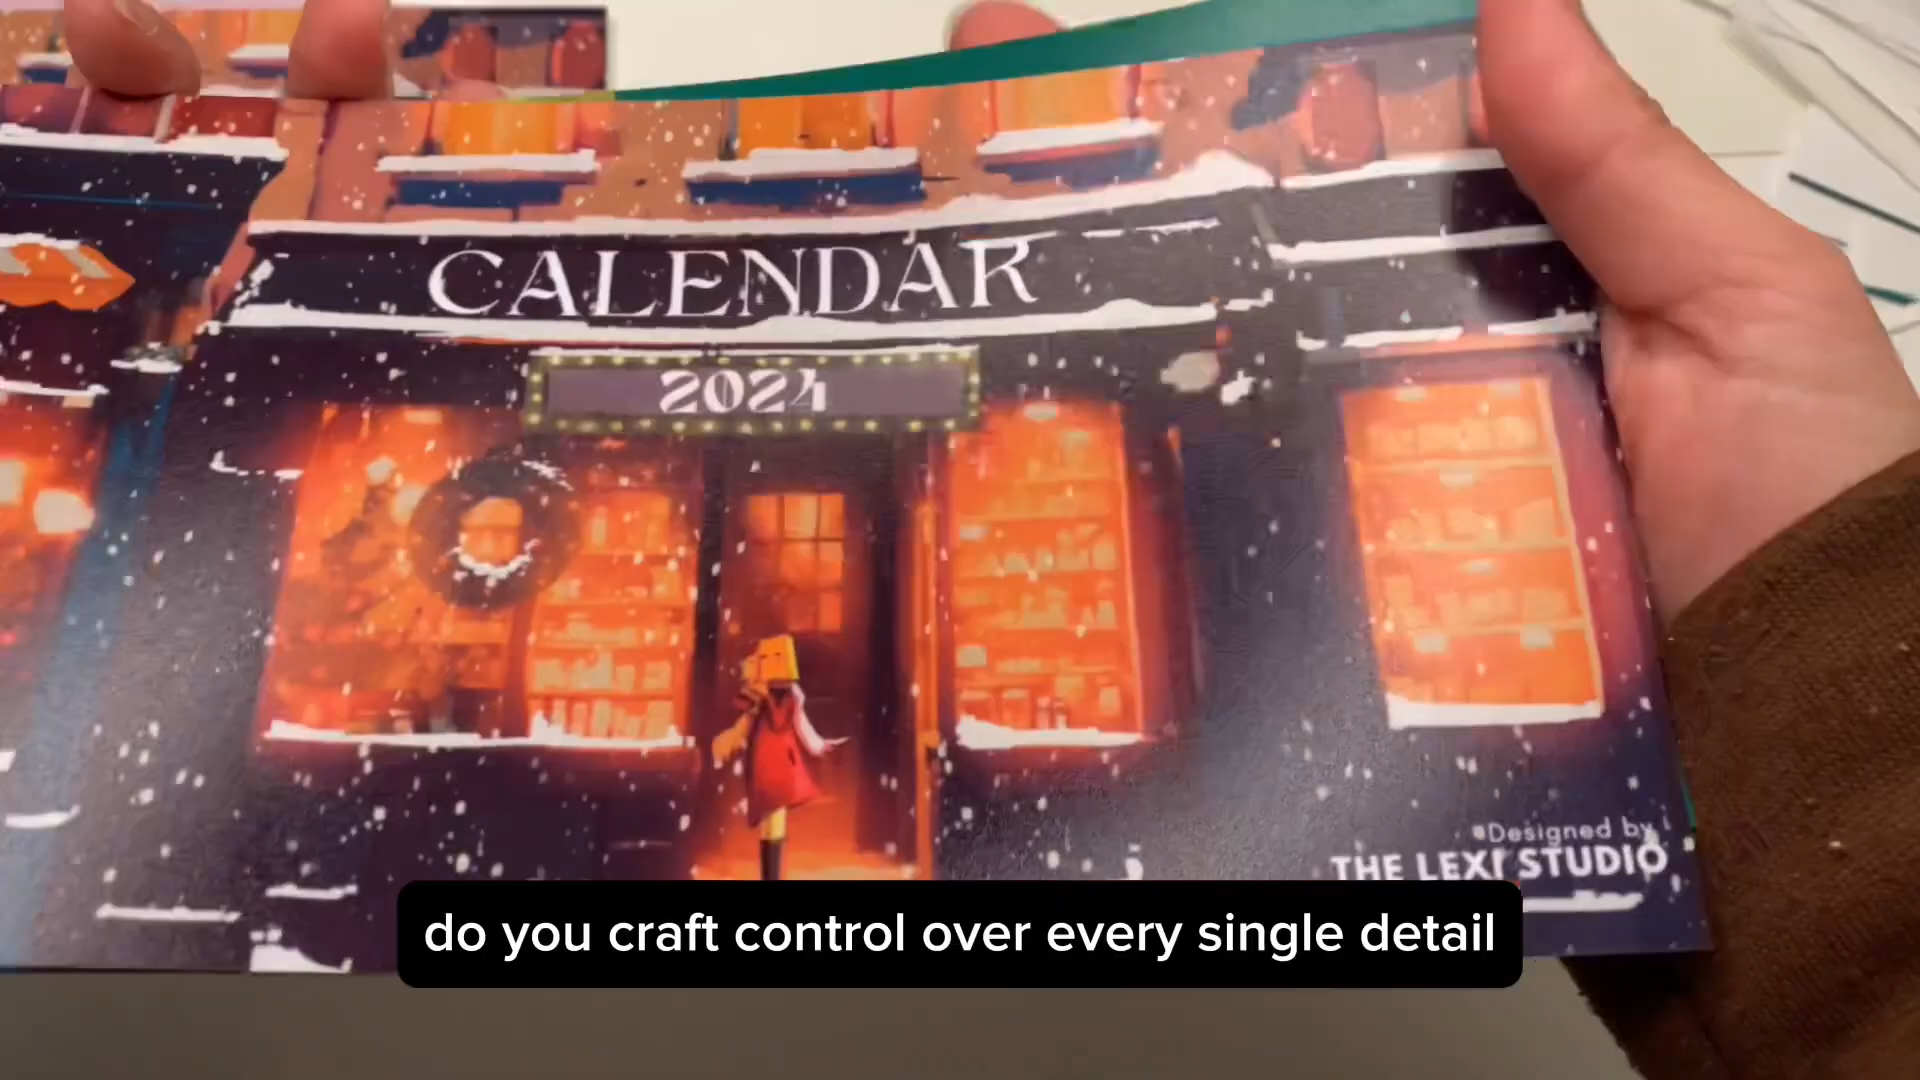 CALENDAR
2024
Designed by
THE LEXI STUDIO
do you craft control over every single detail